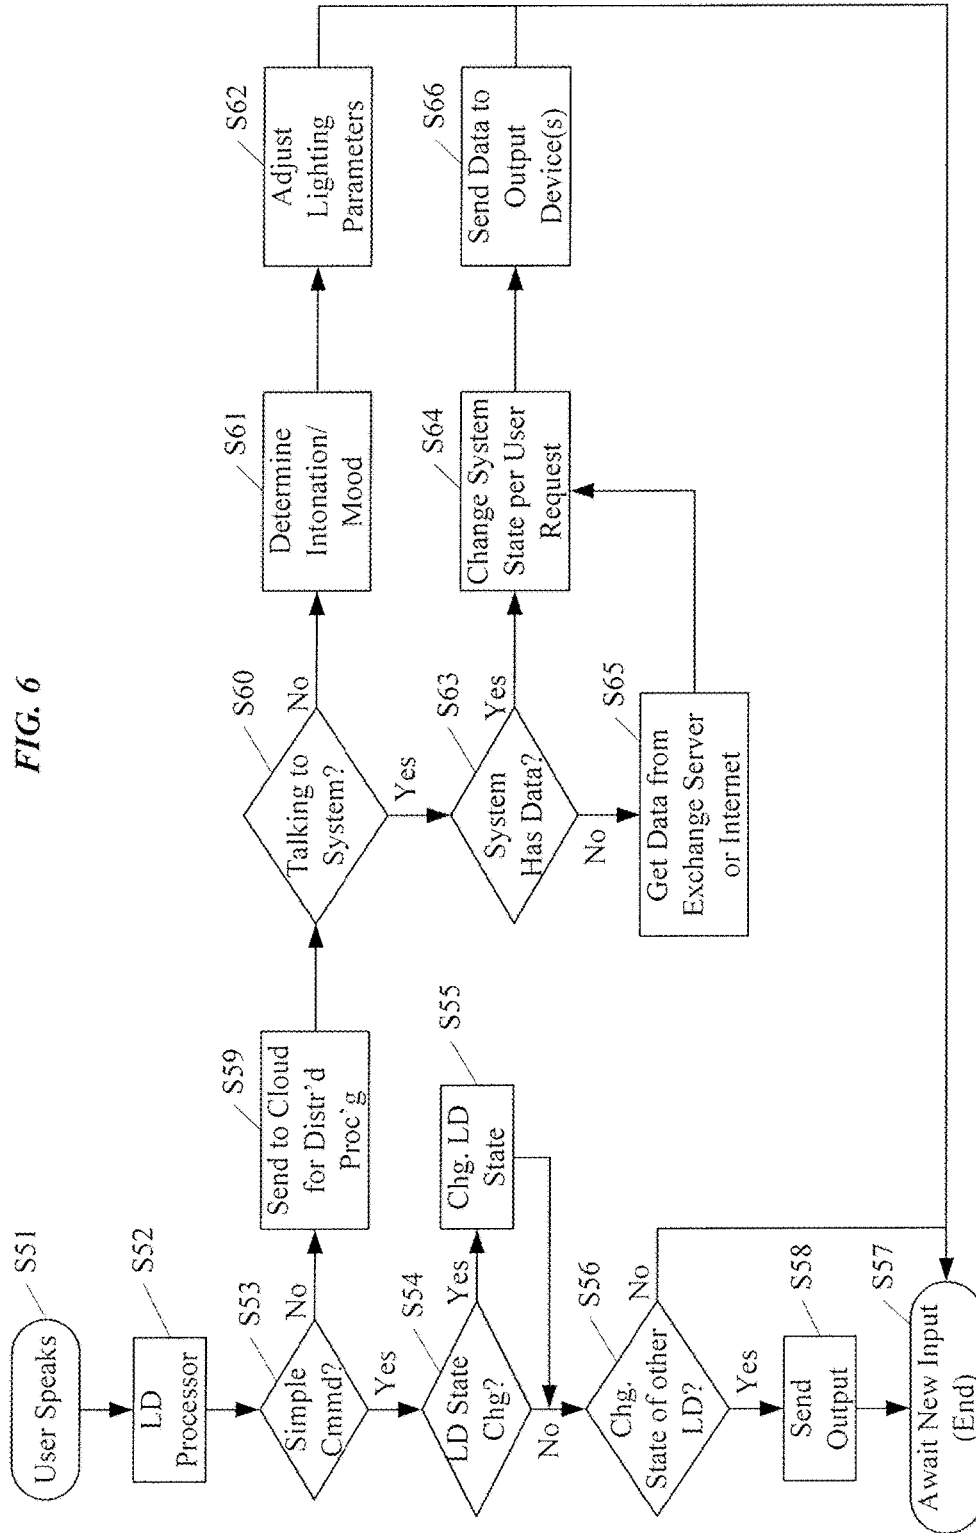 FIG. 6
S51
User Speaks
S52
LD
Processor
S53
Simple
Cmmd?
No
Yes
S59
Send to Cloud
for Distr'd
Proc'g
S54
LD State
Chg?
Yes
No
S55
Chg. LD
State
S56
Chg.
State of other
LD?
No
Yes
S58
Send
Output
S57
Await New Input
(End)
S60
Talking to
System?
No
Yes
S61
Determine
Intonation/
Mood
S62
Adjust
Lighting
Parameters
S63
System
Has Data?
Yes
No
S64
Change System
State per User
Request
S65
Get Data from
Exchange Server
or Internet
S66
Send Data to
Output
Device(s)